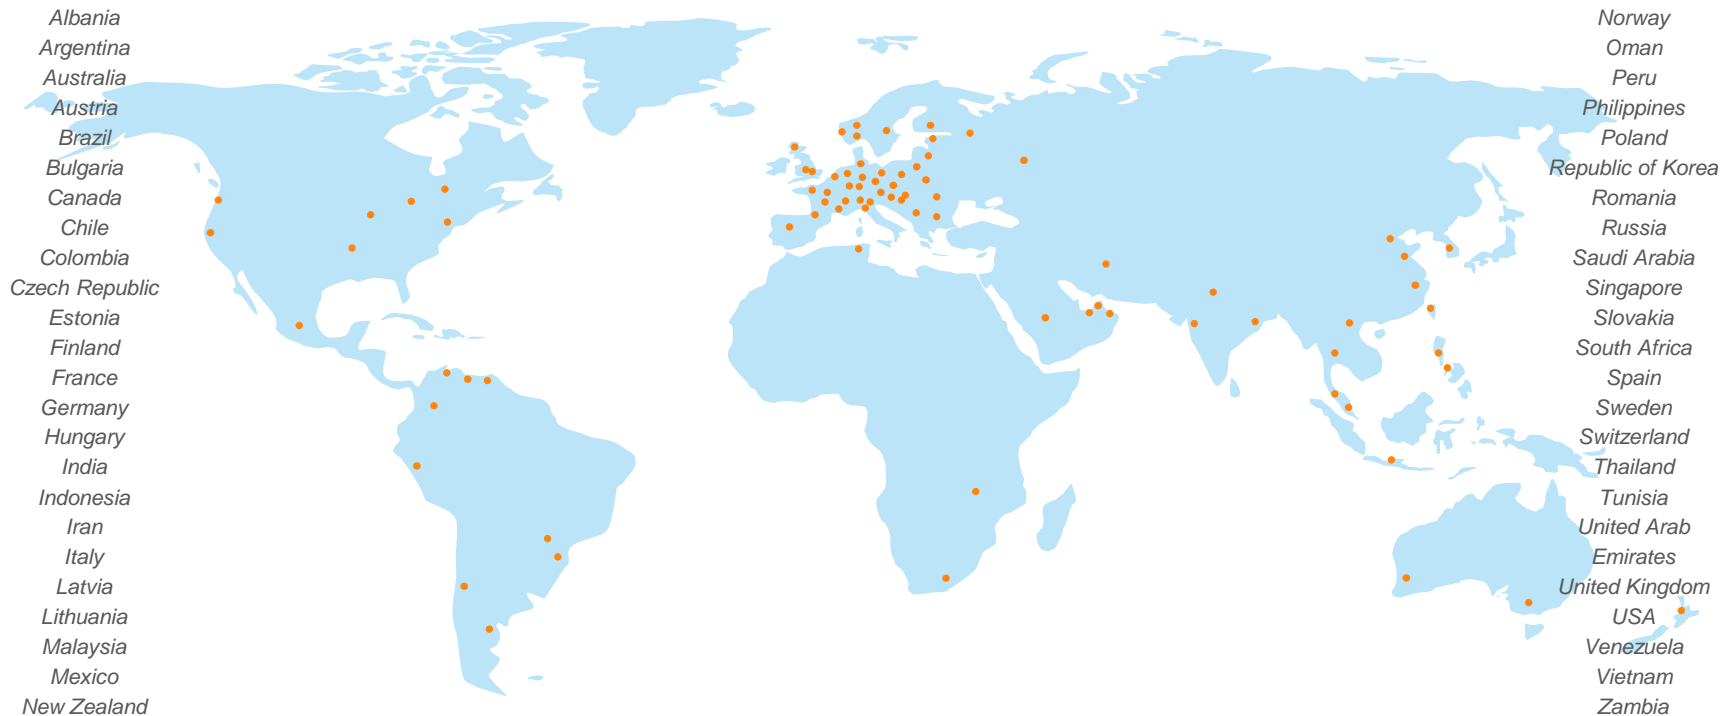 Albania
Argentina
Australia
Austria
Brazil
Bulgaria
Canada
Chile
Colombia
Czech Republic
Estonia
Finland
France
Germany
Hungary
India
Indonesia
Iran
Italy
Latvia
Lithuania
Malaysia
Mexico
New Zealand
Norway
Oman
Peru
Philippines
Poland
Republic of Korea
Romania
Russia
Saudi Arabia
Singapore
Slovakia
South Africa
Spain
Sweden
Switzerland
Thailand
Tunisia
United Arab
Emirates
United Kingdom
USA
Venezuela
Vietnam
Zambia